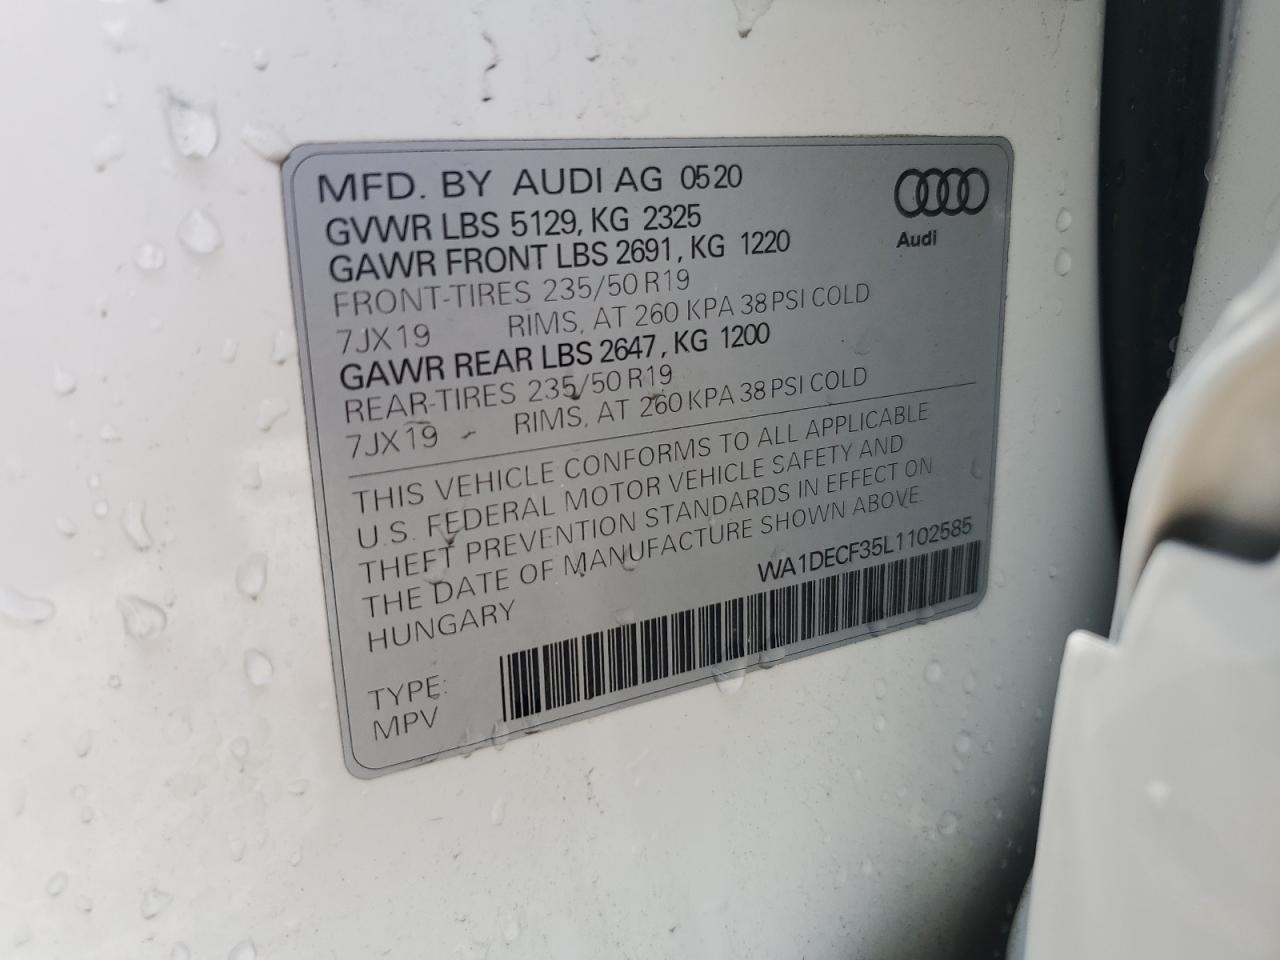 MFD. BY AUDI AG 0520
Audi
GVWR LBS 5129, KG 2325
GAWR FRONT LBS 2691, KG 1220
FRONT-TIRES 235/50 R19
7JX19 RIMS, AT 260 KPA 38 PSI COLD
GAWR REAR LBS 2647, KG 1200
REAR-TIRES 235/50 R19
7JX19 RIMS, AT 260 KPA 38 PSI COLD
THIS VEHICLE CONFORMS TO ALL APPLICABLE
U.S. FEDERAL MOTOR VEHICLE SAFETY AND
THEFT PREVENTION STANDARDS IN EFFECT ON
THE DATE OF MANUFACTURE SHOWN ABOVE
HUNGARY
WA1DECF35L1102585
TYPE:
MPV